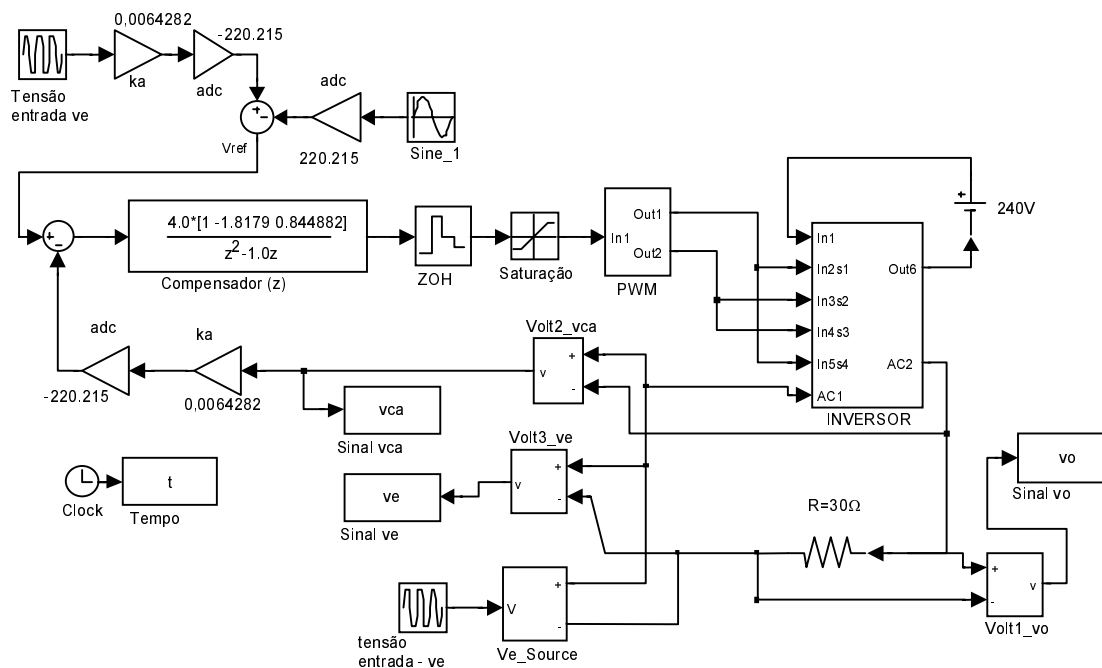 0,0064282
-220.215
ka
adc
Tensão
entrada ve
adc
+
-
Vref
220.215
Sine_1
+
-
4.0*[1 -1.8179 0.844882]
z²-1.0z
Compensador (z)
ZOH
Saturação
In1
Out1
Out2
PWM
+
240V
In1
In2s1
In3s2
In4s3
In5s4
AC1
Out6
AC2
INVERSOR
adc
-220.215
ka
0,0064282
Volt2_vca
+
v
-
vca
Sinal vca
Volt3_ve
+
v
-
ve
Sinal ve
Clock
t
Tempo
vo
Sinal vo
R=30Ω
+
v
-
Volt1_vo
tensão
entrada - ve
V
+
-
Ve_Source